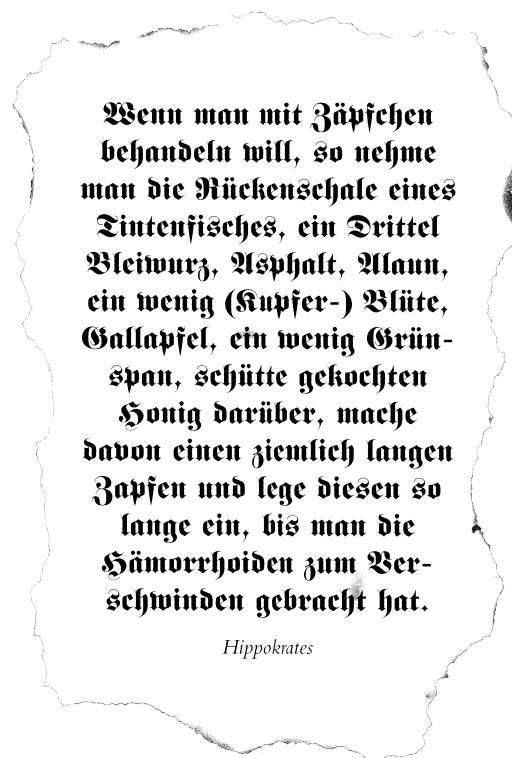 Wenn man mit Zäpfchen
behandeln will, so nehme
man die Rückenschale eines
Tintenfisches, ein Drittel
Bleiwurz, Asphalt, Alaun,
ein wenig (Kupfer-) Blüte,
Gallapfel, ein wenig Grün-
span, schütte gekochten
Honig darüber, mache
davon einen ziemlich langen
Zapfen und lege diesen so
lange ein, bis man die
Hämorrhoiden zum Ver-
schwinden gebracht hat.
Hippokrates